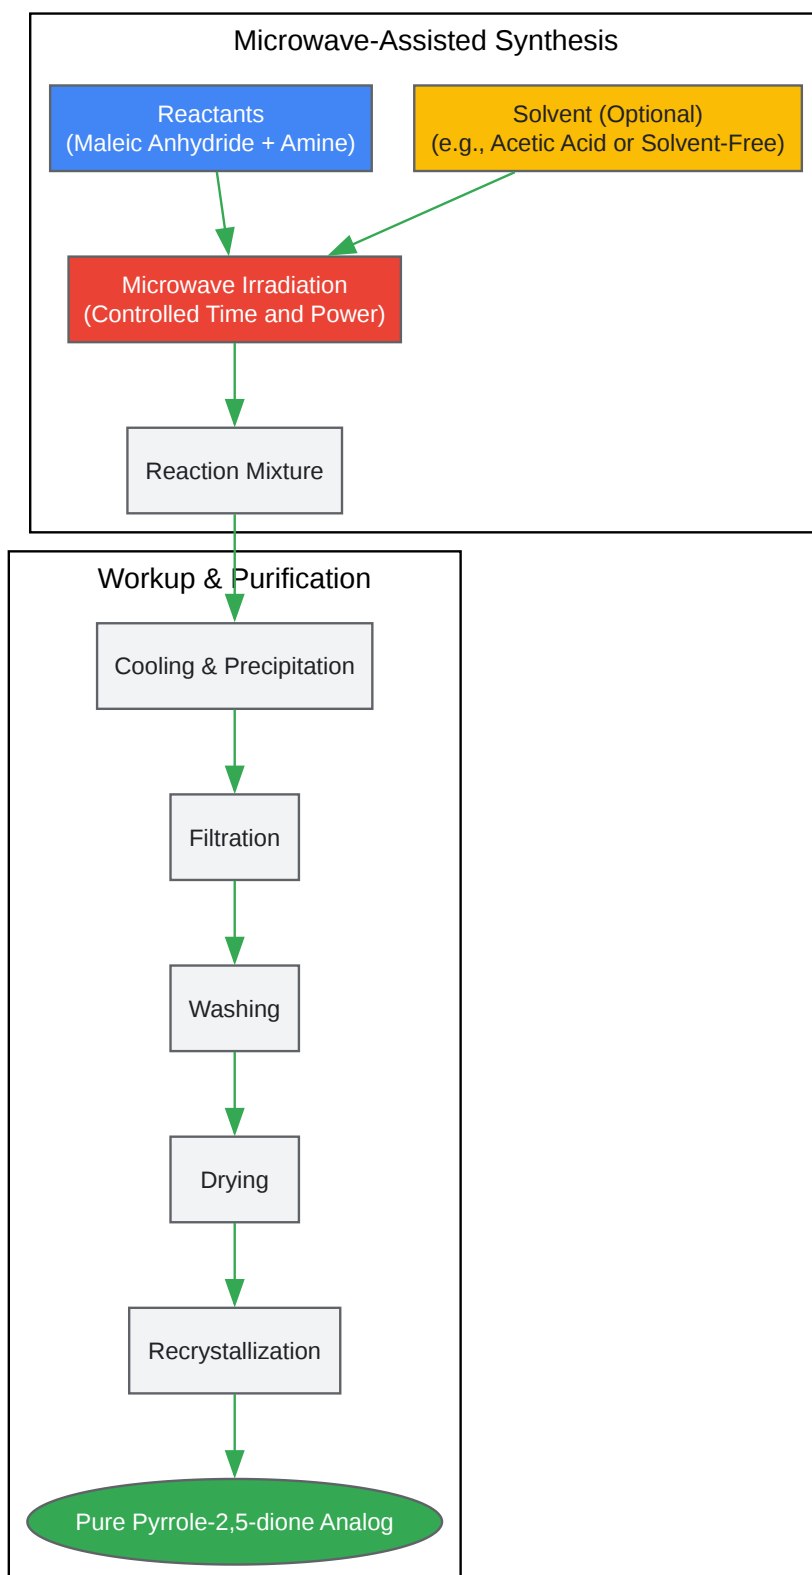 Microwave-Assisted Synthesis
Reactants
(Maleic Anhydride + Amine)
Solvent (Optional)
(e.g., Acetic Acid or Solvent-Free)
Microwave Irradiation
(Controlled Time and Power)
Reaction Mixture
Workup & Purification
Cooling & Precipitation
Filtration
Washing
Drying
Recrystallization
Pure Pyrrole-2,5-dione Analog